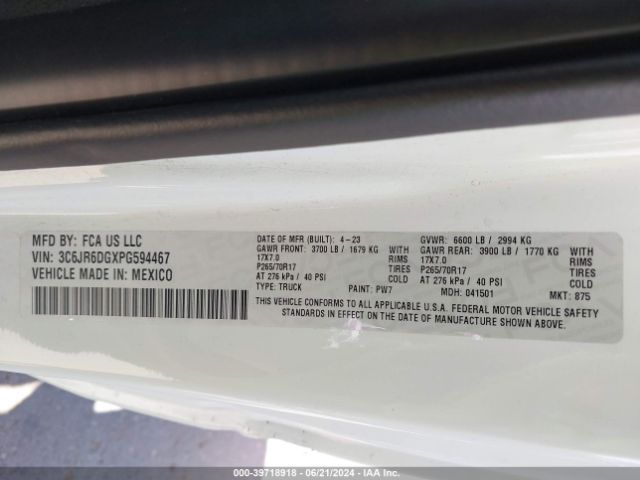 MFD BY: FCA US LLC
VIN: 3C6JR6DGXPG594467
VEHICLE MADE IN: MEXICO
DATE OF MFR (BUILT): 4-23 GVWR: 6600 LB / 2994 KG
GAWR FRONT: 3700 LB / 1679 KG GAWR REAR: 3900 LB / 1770 KG
17X7.0 RIMS 17X7.0 RIMS
P265/70R17 TIRES P265/70R17 TIRES
AT 276 kPa / 40 PSI COLD AT 276 kPa / 40 PSI COLD
TYPE: TRUCK PAINT: PW7 MDH: 041501 MKT: 875
THIS VEHICLE CONFORMS TO ALL APPLICABLE U.S.A. FEDERAL MOTOR VEHICLE SAFETY
STANDARDS IN EFFECT ON THE DATE OF MANUFACTURE SHOWN ABOVE.
000-39718918 - 06/21/2024 - IAA Inc.